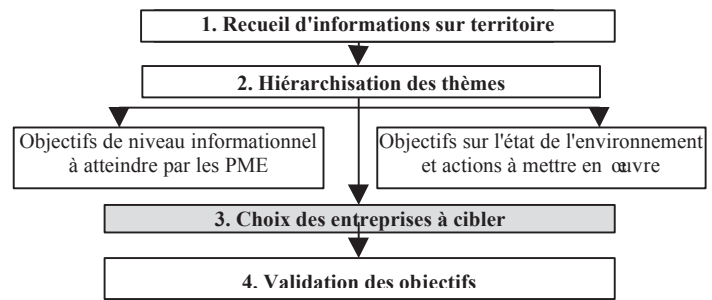 1. Recueil d'informations sur territoire
2. Hiérarchisation des thèmes
Objectifs de niveau informationnel
à atteindre par les PME
Objectifs sur l'état de l'environnement
et actions à mettre en œuvre
3. Choix des entreprises à cibler
4. Validation des objectifs